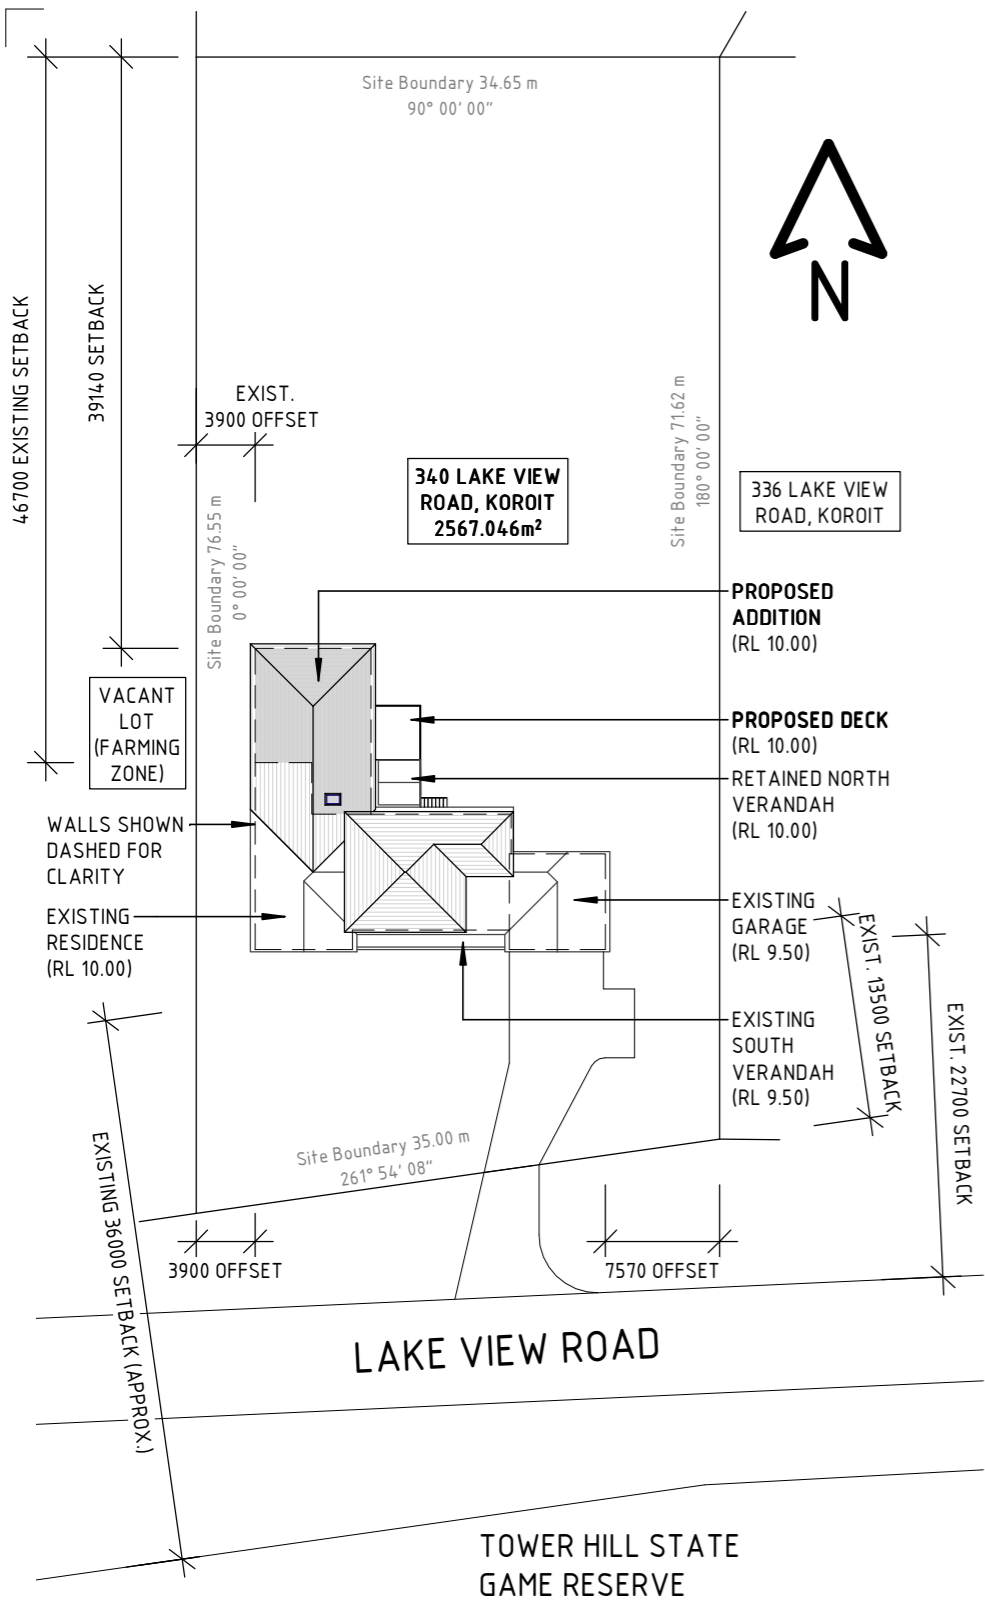 Site Boundary 34.65 m
90° 00' 00"
N
46700 EXISTING SETBACK
39140 SETBACK
EXIST.
3900 OFFSET
Site Boundary 76.55 m
0° 00' 00"
340 LAKE VIEW
ROAD, KOROIT
2567.046m²
Site Boundary 71.62 m
180° 00' 00"
336 LAKE VIEW
ROAD, KOROIT
PROPOSED
ADDITION
(RL 10.00)
VACANT
LOT
(FARMING
ZONE)
PROPOSED DECK
(RL 10.00)
RETAINED NORTH
VERANDAH
(RL 10.00)
WALLS SHOWN
DASHED FOR
CLARITY
EXISTING
RESIDENCE
(RL 10.00)
EXISTING
GARAGE
(RL 9.50)
EXIST. 13500 SETBACK
EXIST. 22700 SETBACK
EXISTING
SOUTH
VERANDAH
(RL 9.50)
Site Boundary 35.00 m
261° 54' 08"
EXISTING 36000 SETBACK (APPROX.)
3900 OFFSET
7570 OFFSET
LAKE VIEW ROAD
TOWER HILL STATE
GAME RESERVE